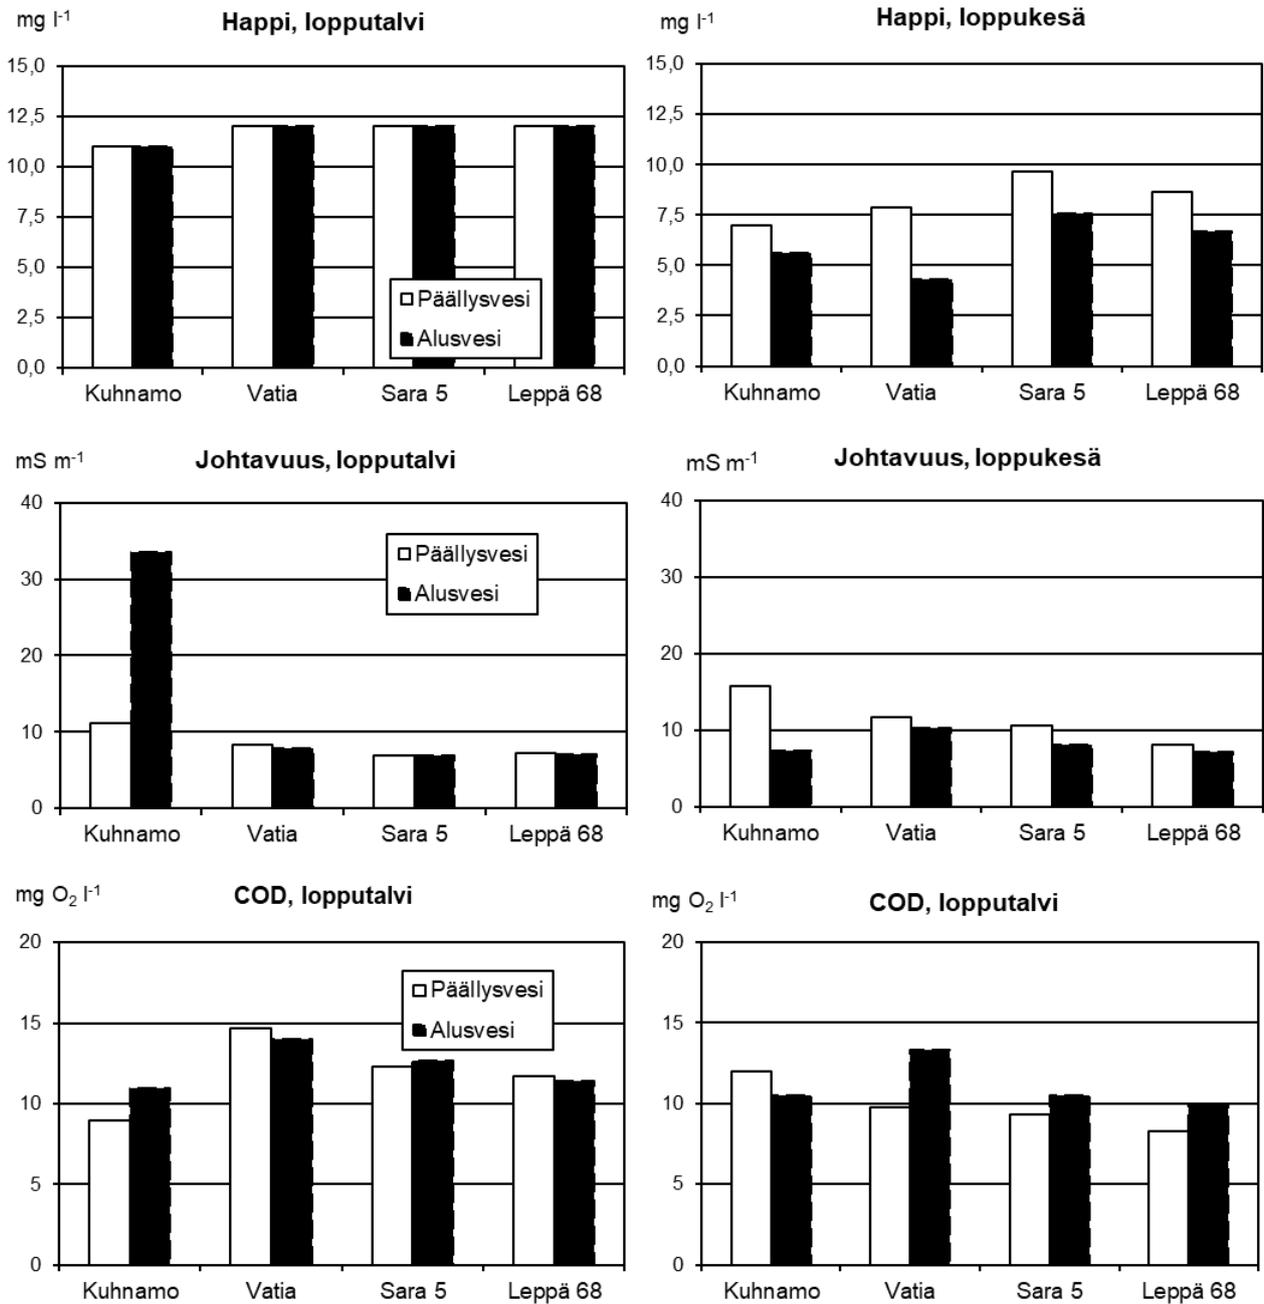 mg l-1
Happi, lopputalvi
15,0
12,5
10,0
7,5
5,0
2,5
0,0
Päällysvesi
Alusvesi
Kuhnamo Vatia Sara 5 Leppä 68
mg l-1
Happi, loppukesä
15,0
12,5
10,0
7,5
5,0
2,5
0,0
Kuhnamo Vatia Sara 5 Leppä 68
mS m-1
Johtavuus, lopputalvi
40
30
20
10
0
Päällysvesi
Alusvesi
Kuhnamo Vatia Sara 5 Leppä 68
mS m-1
Johtavuus, loppukesä
40
30
20
10
0
Kuhnamo Vatia Sara 5 Leppä 68
mg O2 l-1
COD, lopputalvi
20
15
10
5
0
Päällysvesi
Alusvesi
Kuhnamo Vatia Sara 5 Leppä 68
mg O2 l-1
COD, lopputalvi
20
15
10
5
0
Kuhnamo Vatia Sara 5 Leppä 68